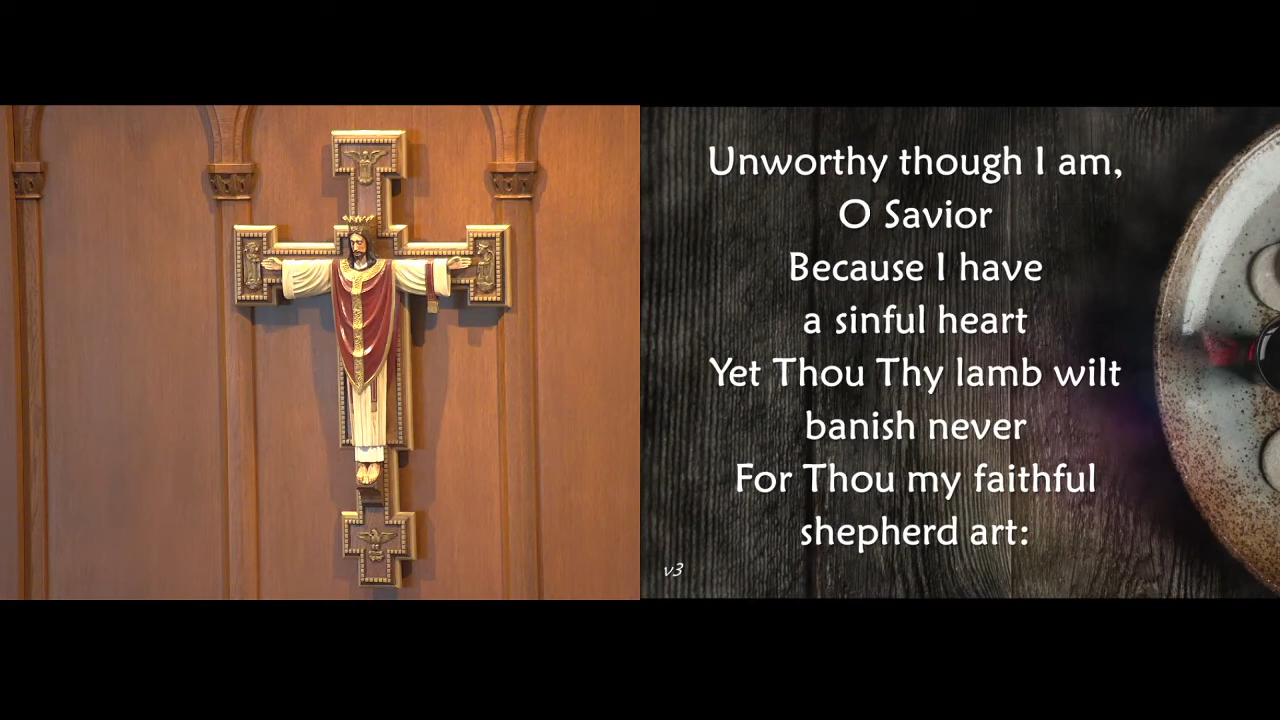 Unworthy though I am,
O Savior
Because I have
a sinful heart
Yet Thou Thy lamb wilt
banish never
For Thou my faithful
shepherd art:
v3